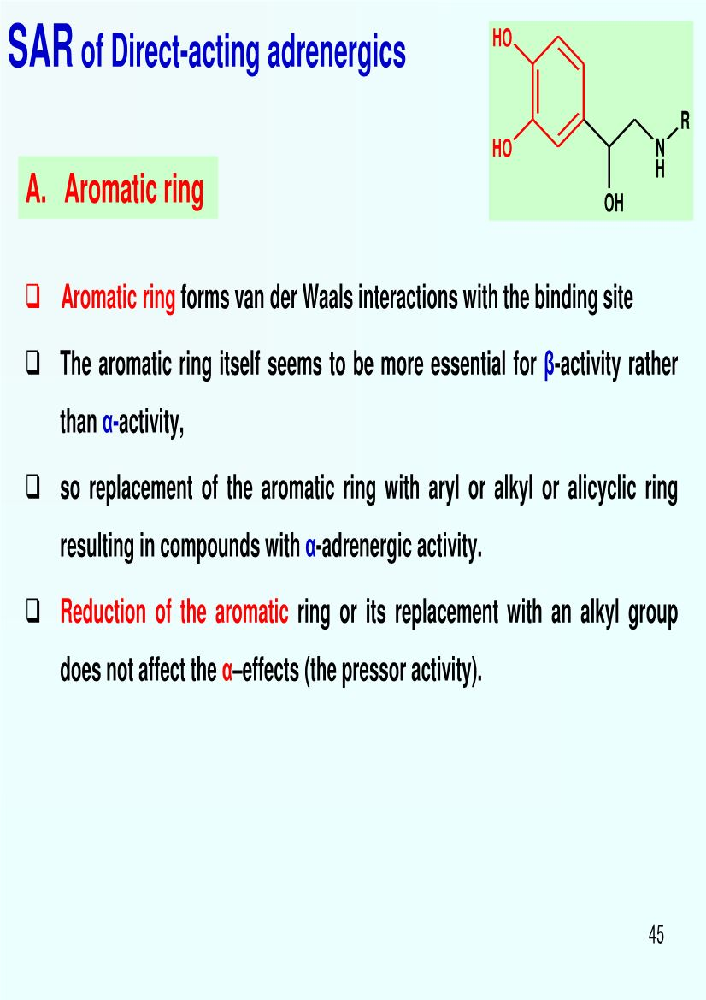 SAR of Direct-acting adrenergics
HO
HO
R
N
H
OH
A. Aromatic ring
❑ Aromatic ring forms van der Waals interactions with the binding site
❑ The aromatic ring itself seems to be more essential for β-activity rather
than α-activity,
❑ so replacement of the aromatic ring with aryl or alkyl or alicyclic ring
resulting in compounds with α-adrenergic activity.
❑ Reduction of the aromatic ring or its replacement with an alkyl group
does not affect the α–effects (the pressor activity).
45